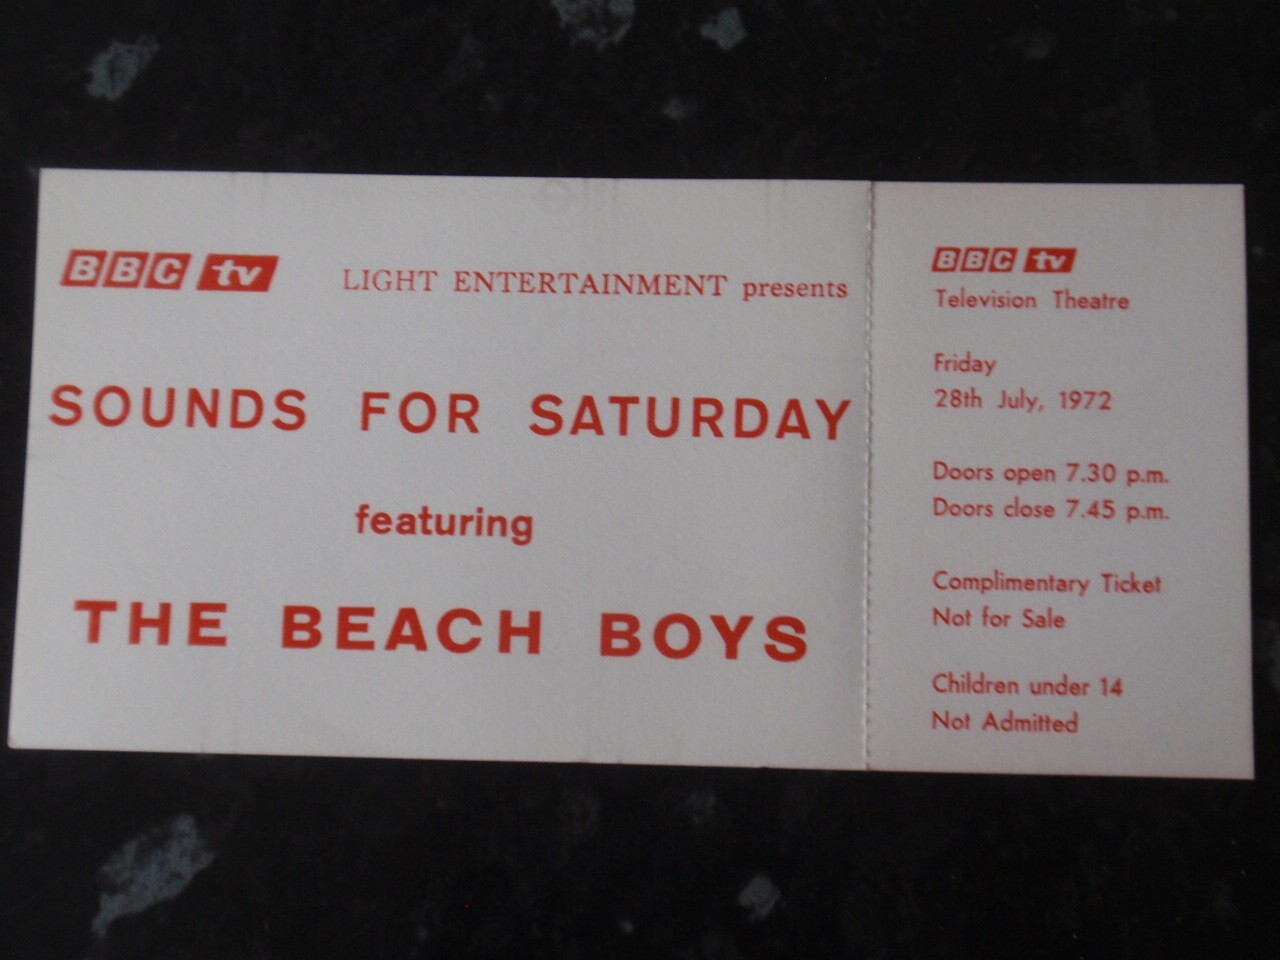 BBC tv LIGHT ENTERTAINMENT presents
SOUNDS FOR SATURDAY
featuring
THE BEACH BOYS
BBC tv
Television Theatre
Friday
28th July, 1972
Doors open 7.30 p.m.
Doors close 7.45 p.m.
Complimentary Ticket
Not for Sale
Children under 14
Not Admitted